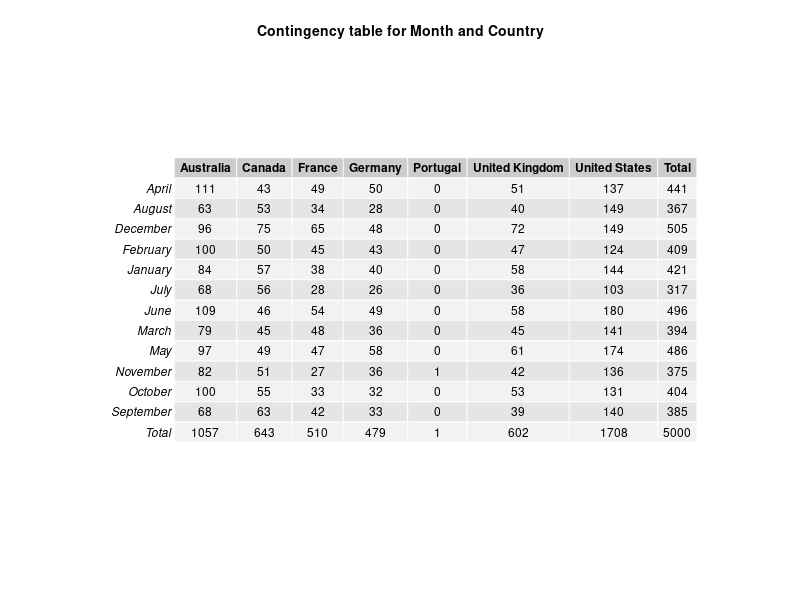 Contingency table for Month and Country
Australia Canada France Germany Portugal United Kingdom United States Total
April 111 43 49 50 0 51 137 441
August 63 53 34 28 0 40 149 367
December 96 75 65 48 0 72 149 505
February 100 50 45 43 0 47 124 409
January 84 57 38 40 0 58 144 421
July 68 56 28 26 0 36 103 317
June 109 46 54 49 0 58 180 496
March 79 45 48 36 0 45 141 394
May 97 49 47 58 0 61 174 486
November 82 51 27 36 1 42 136 375
October 100 55 33 32 0 53 131 404
September 68 63 42 33 0 39 140 385
Total 1057 643 510 479 1 602 1708 5000